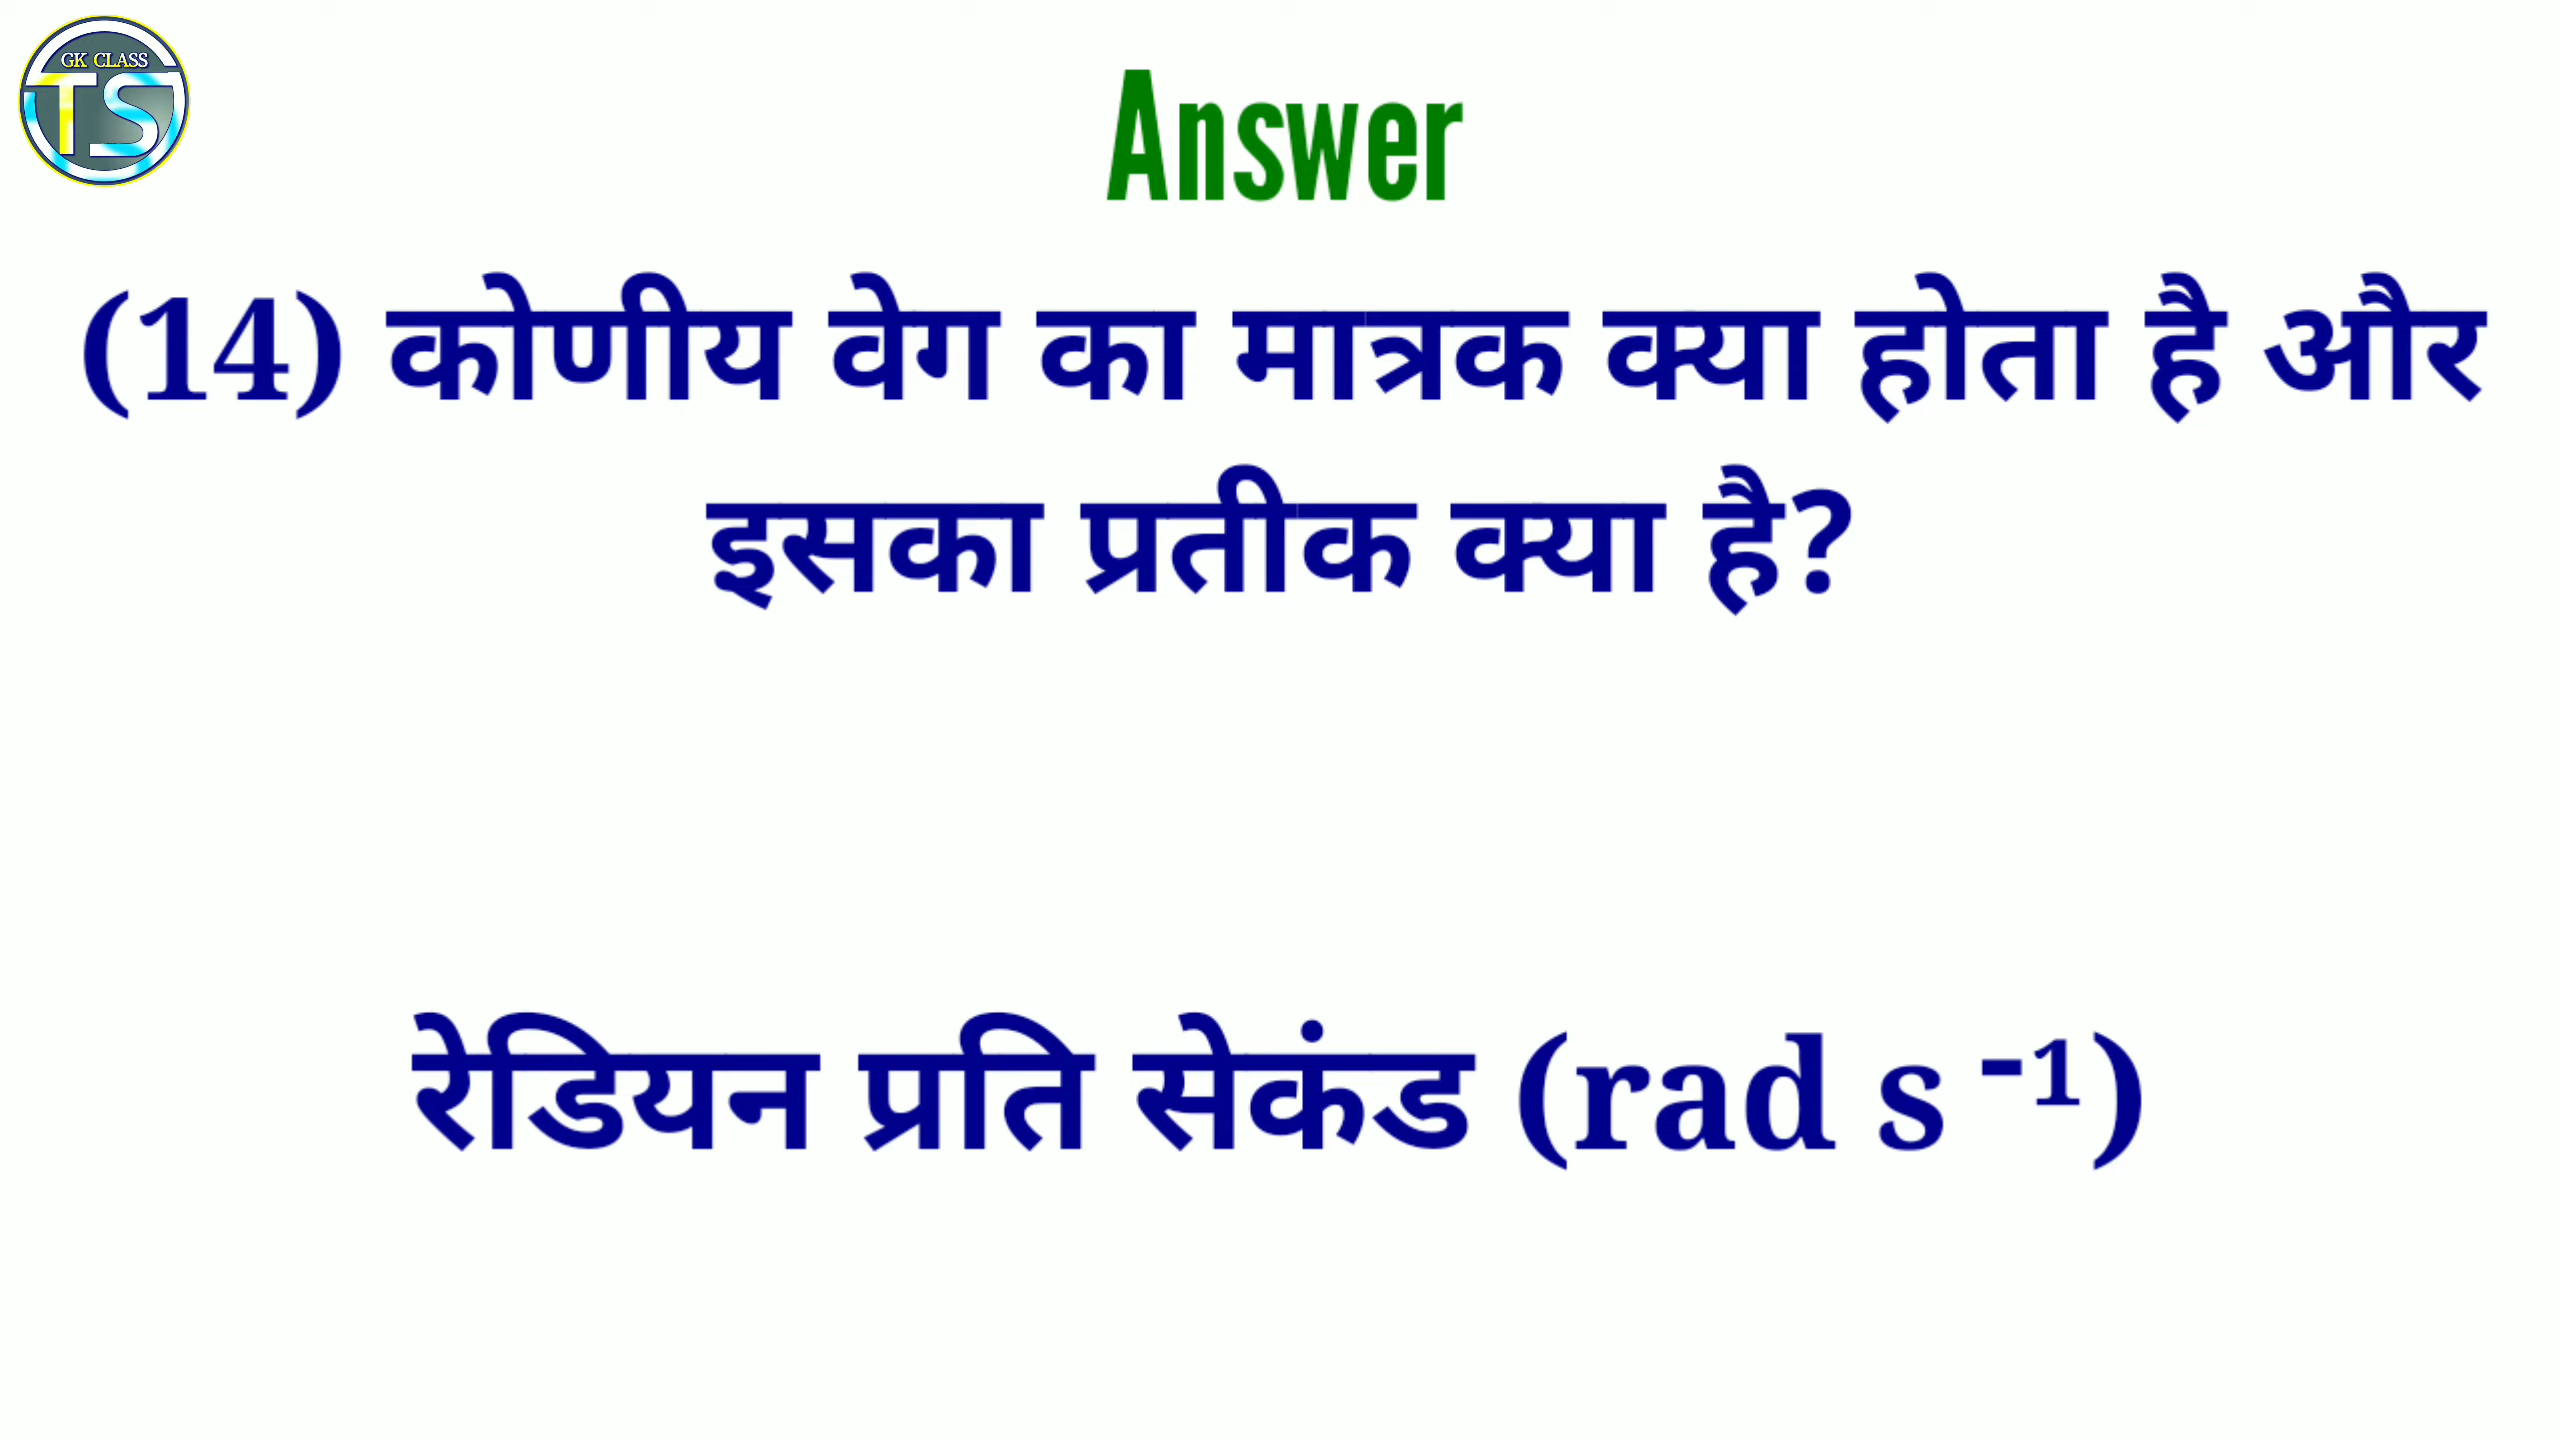 GK CLASS
TS
Answer
(14) कोणीय वेग का मात्रक क्या होता है और
इसका प्रतीक क्या है?
रेडियन प्रति सेकंड (rad s ⁻¹)